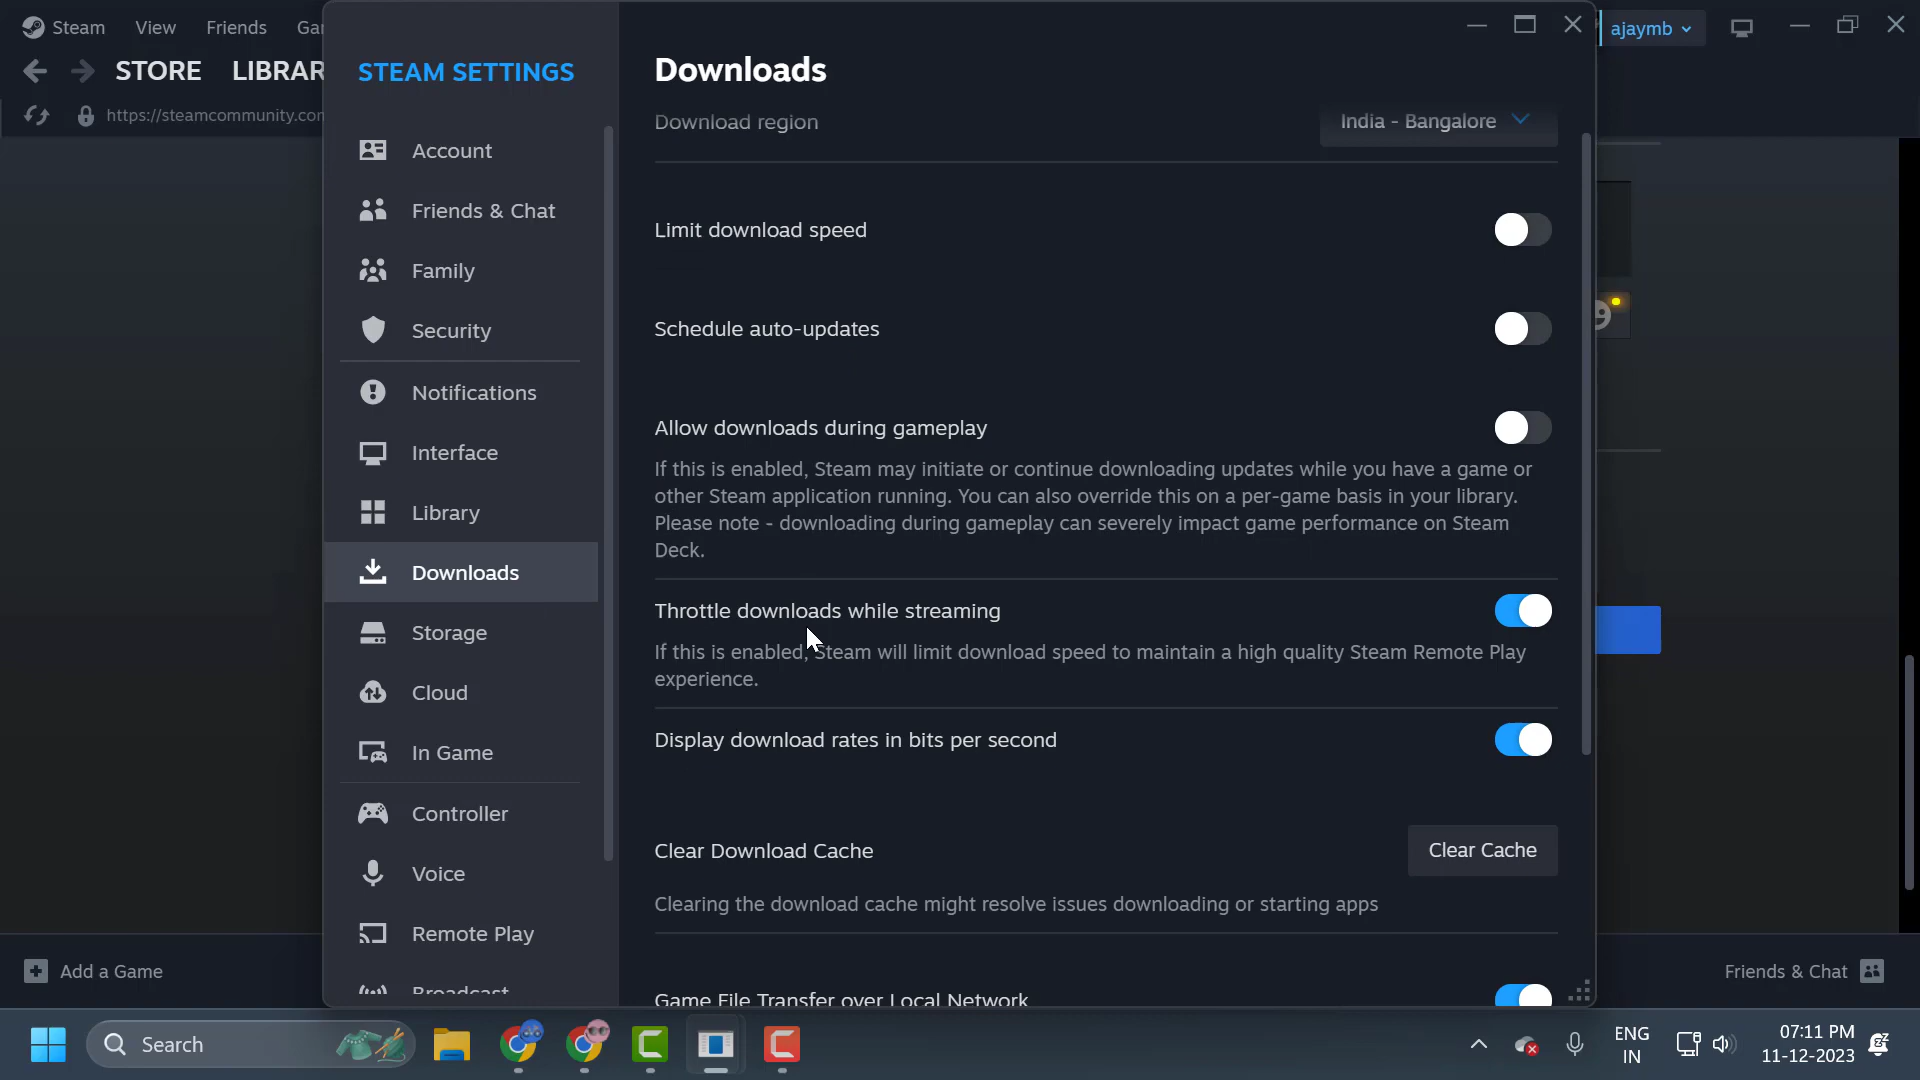 Steam View Friends Ga
ajaymb
STORE LIBRAR
https://steamcommunity.con
STEAM SETTINGS
Account
Friends & Chat
Family
Security
Notifications
Interface
Library
Downloads
Storage
Cloud
In Game
Controller
Voice
Remote Play
Broadcast
Downloads
Download region
India - Bangalore
Limit download speed
Schedule auto-updates
Allow downloads during gameplay
If this is enabled, Steam may initiate or continue downloading updates while you have a game or
other Steam application running. You can also override this on a per-game basis in your library.
Please note - downloading during gameplay can severely impact game performance on Steam
Deck.
Throttle downloads while streaming
If this is enabled, Steam will limit download speed to maintain a high quality Steam Remote Play
experience.
Display download rates in bits per second
Clear Download Cache
Clear Cache
Clearing the download cache might resolve issues downloading or starting apps
Game File Transfer over Local Network
Add a Game
Friends & Chat
Search
ENG
IN
07:11 PM
11-12-2023